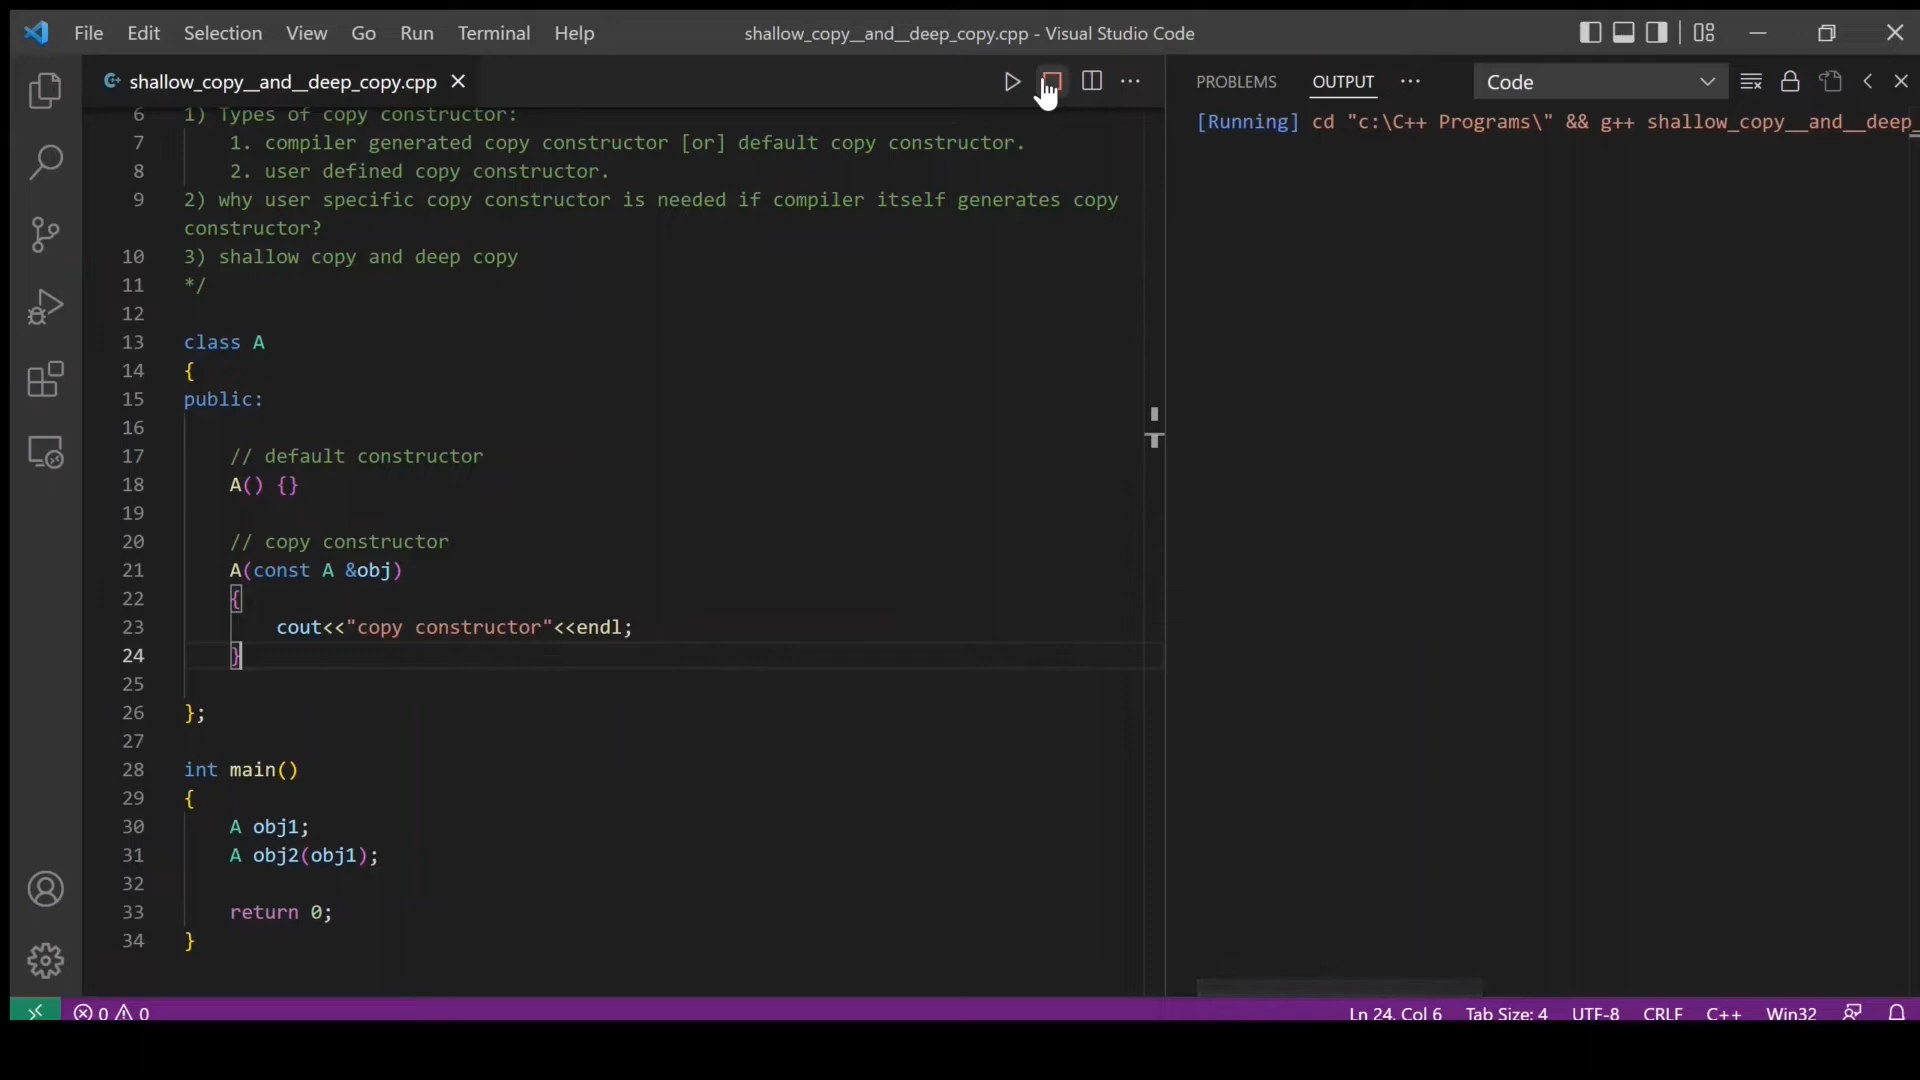 File Edit Selection View Go Run Terminal Help shallow_copy__and__deep_copy.cpp - Visual Studio Code
shallow_copy__and__deep_copy.cpp PROBLEMS OUTPUT Code
6 1) Types of copy constructor:
[Running] cd "c:\C++ Programs\" && g++ shallow_copy__and__deep_
7 1. compiler generated copy constructor [or] default copy constructor.
8 2. user defined copy constructor.
9 2) why user specific copy constructor is needed if compiler itself generates copy
constructor?
10 3) shallow copy and deep copy
11 */
12
13 class A
14 {
15 public:
16
17 // default constructor
18 A() {}
19
20 // copy constructor
21 A(const A &obj)
22 {
23 cout<<"copy constructor"<<endl;
24 }
25
26 };
27
28 int main()
29 {
30 A obj1;
31 A obj2(obj1);
32
33 return 0;
34 }
0 0 Ln 24, Col 6 Tab Size: 4 UTF-8 CRLF C++ Win32